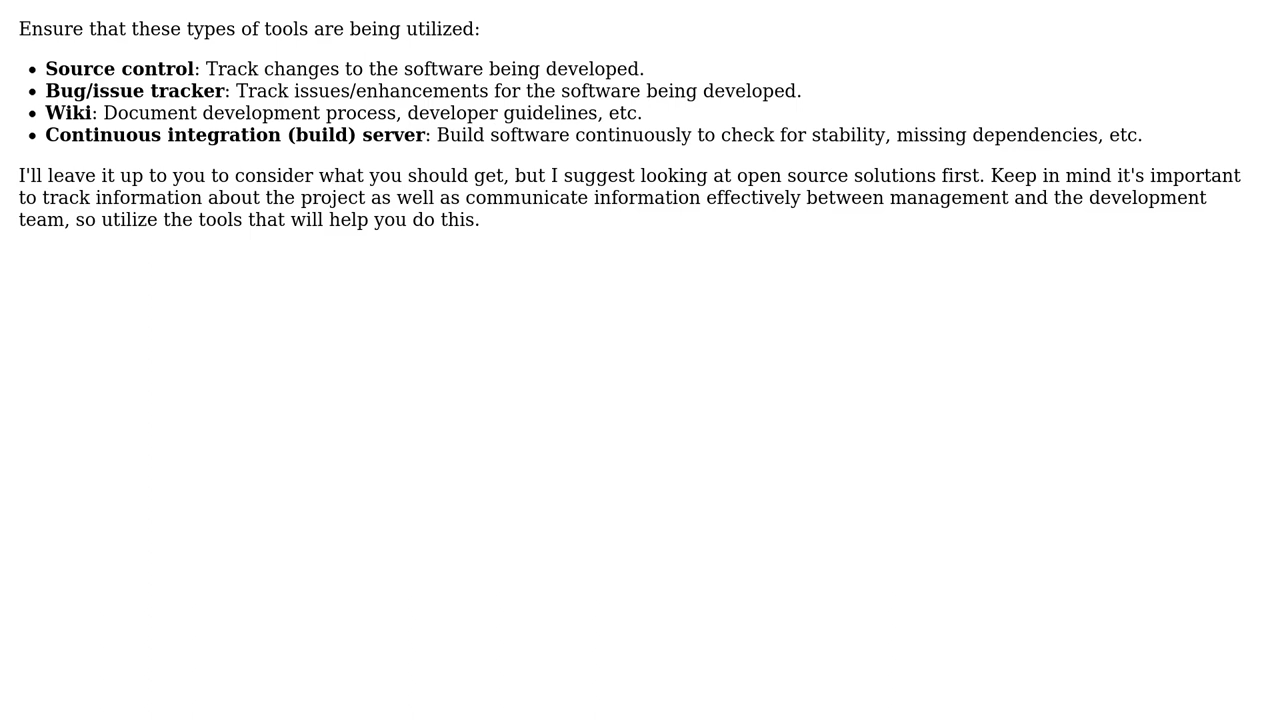 Ensure that these types of tools are being utilized:
• Source control: Track changes to the software being developed.
• Bug/issue tracker: Track issues/enhancements for the software being developed.
• Wiki: Document development process, developer guidelines, etc.
• Continuous integration (build) server: Build software continuously to check for stability, missing dependencies, etc.
I'll leave it up to you to consider what you should get, but I suggest looking at open source solutions first. Keep in mind it's important
to track information about the project as well as communicate information effectively between management and the development
team, so utilize the tools that will help you do this.